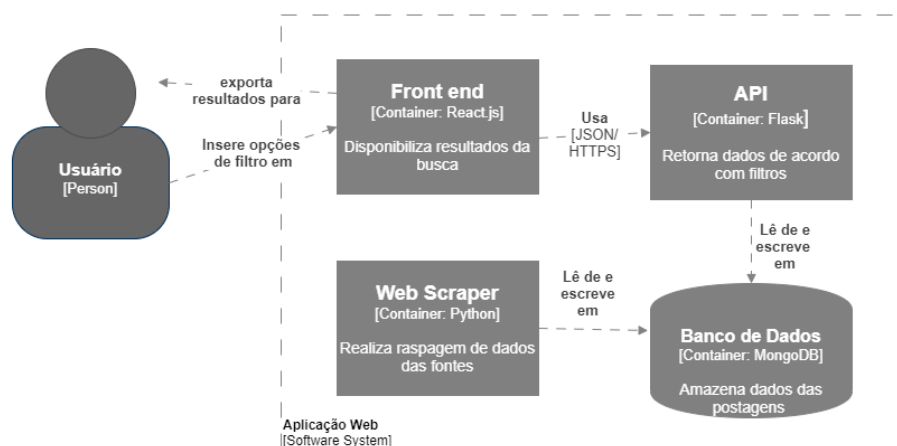 Usuário
[Person]
exporta
resultados para
Insere opções
de filtro em
Front end
[Container: React.js]
Disponibiliza resultados da
busca
Usa
[JSON/
HTTPS]
API
[Container: Flask]
Retorna dados de acordo
com filtros
Lê de e
escreve
em
Web Scraper
[Container: Python]
Realiza raspagem de dados
das fontes
Lê de e
escreve
em
Banco de Dados
[Container: MongoDB]
Amazena dados das
postagens
Aplicação Web
[Software System]